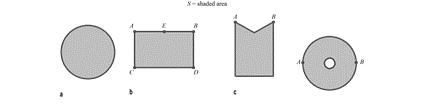 S = shaded area
A E B A B
A B
C D
a b c